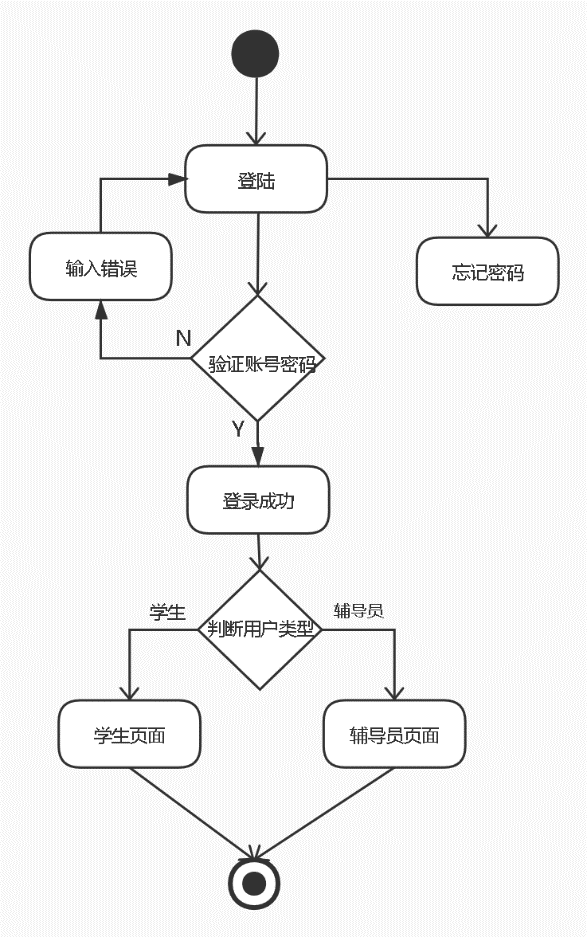 登陆
输入错误
忘记密码
N
验证账号密码
Y
登录成功
学生
辅导员
判断用户类型
学生页面
辅导员页面